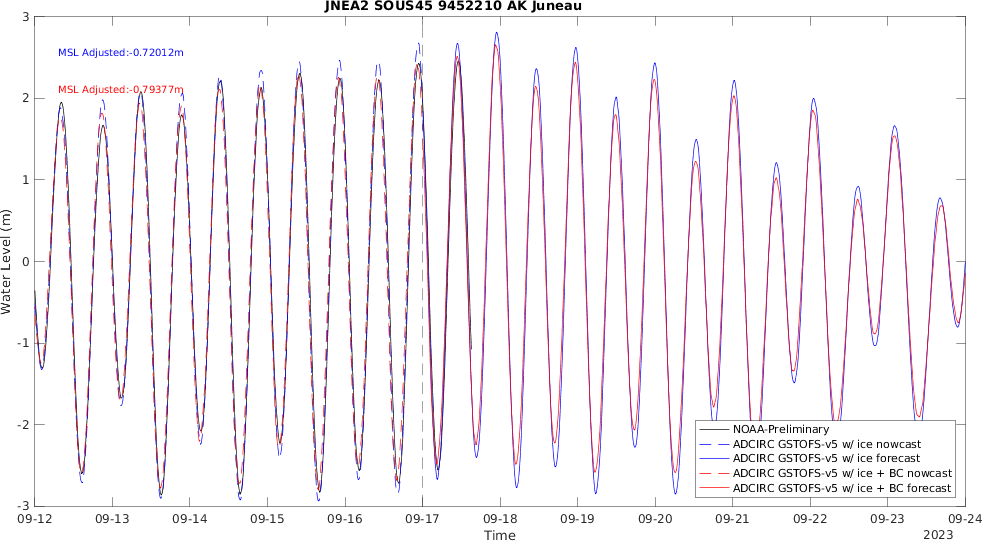 JNEA2 SOUS45 9452210 AK Juneau
MSL Adjusted:-0.72012m
MSL Adjusted:-0.79377m
Water Level (m)
3
2
1
0
-1
-2
-3
NOAA-Preliminary
ADCIRC GSTOFS-v5 w/ ice nowcast
ADCIRC GSTOFS-v5 w/ ice forecast
ADCIRC GSTOFS-v5 w/ ice + BC nowcast
ADCIRC GSTOFS-v5 w/ ice + BC forecast
09-12 09-13 09-14 09-15 09-16 09-17 09-18 09-19 09-20 09-21 09-22 09-23 09-24
Time
2023